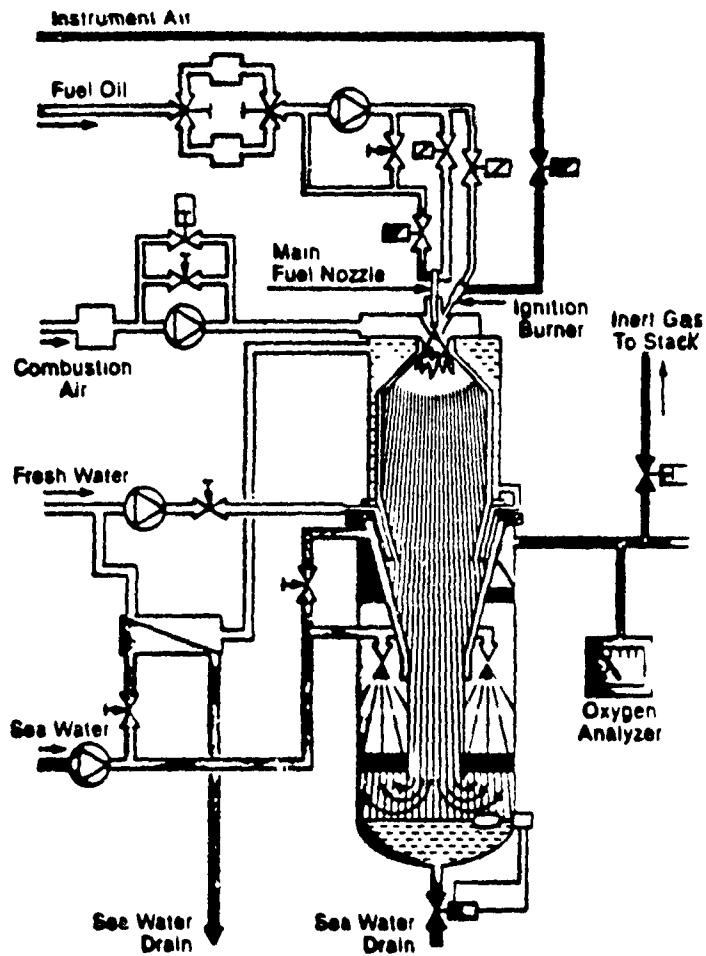 Instrument Air
Fuel Oil
Main
Fuel Nozzle
Ignition
Burner
Inert Gas
To Stack
Combustion
Air
Fresh Water
Oxygen
Analyzer
Sea Water
Sea Water
Drain
Sea Water
Drain